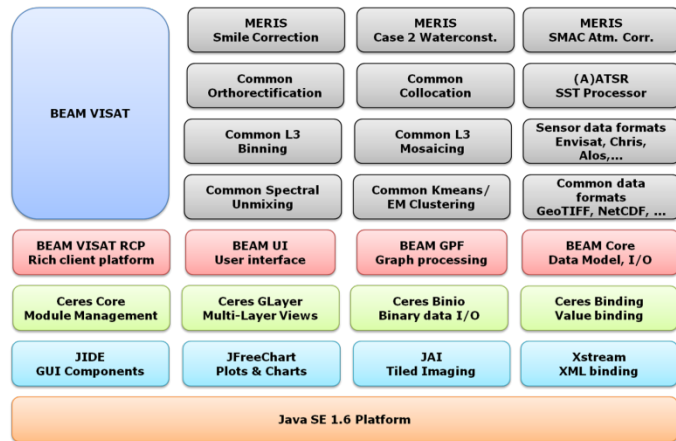 MERIS
Smile Correction
MERIS
Case 2 Waterconst.
MERIS
SMAC Atm. Corr.
BEAM VISAT
Common
Orthorectification
Common
Collocation
(A)ATSR
SST Processor
Common L3
Binning
Common L3
Mosaicing
Sensor data formats
Envisat, Chris,
Alos,...
Common Spectral
Unmixing
Common Kmeans/
EM Clustering
Common data
formats
GeoTIFF, NetCDF, ...
BEAM VISAT RCP
Rich client platform
BEAM UI
User interface
BEAM GPF
Graph processing
BEAM Core
Data Model, I/O
Ceres Core
Module Management
Ceres GLayer
Multi-Layer Views
Ceres Binio
Binary data I/O
Ceres Binding
Value binding
JIDE
GUI Components
JFreeChart
Plots & Charts
JAI
Tiled Imaging
Xstream
XML binding
Java SE 1.6 Platform